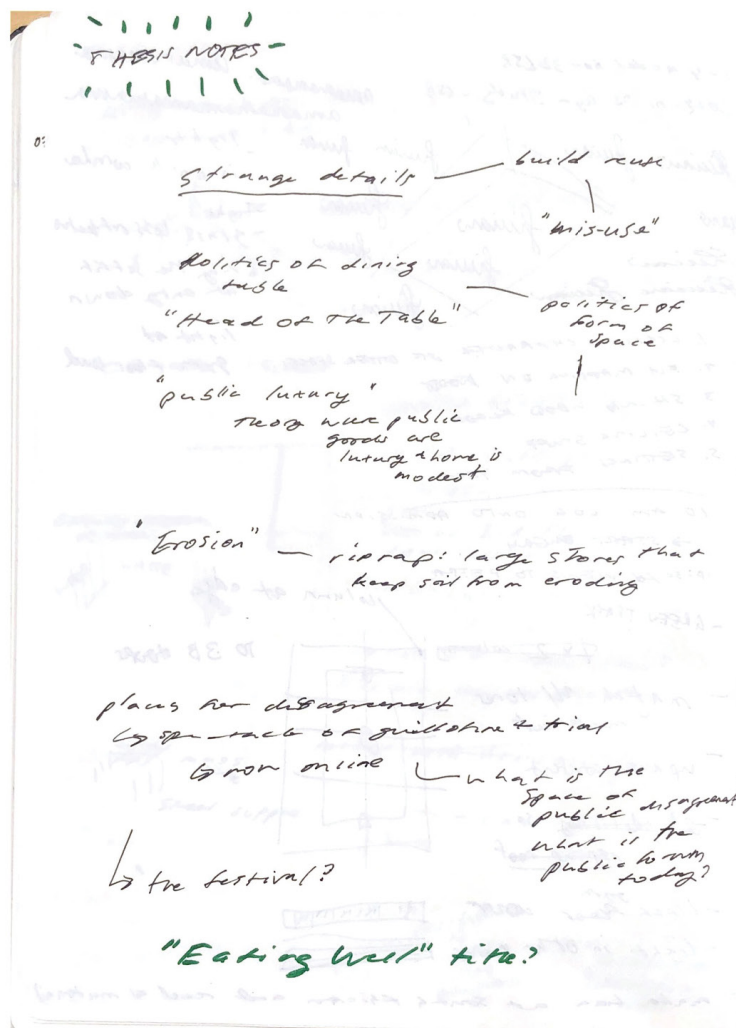 THESIS NOTES
Strange details
build reuse
"mis-use"
Politics of dining
table
"Head of The Table"
politics of
form of
space
"public luxury"
theory where public
goods are
luxury + home is
modest
"Erosion" — riprap: large stones that
keep soil from eroding
places for disagreement
↳ spectacle of guillotine + trial
↳ now online
what is the
space of
public disagreement
what is the
public forum
today?
↳ the festival?
"Eating Well" title?